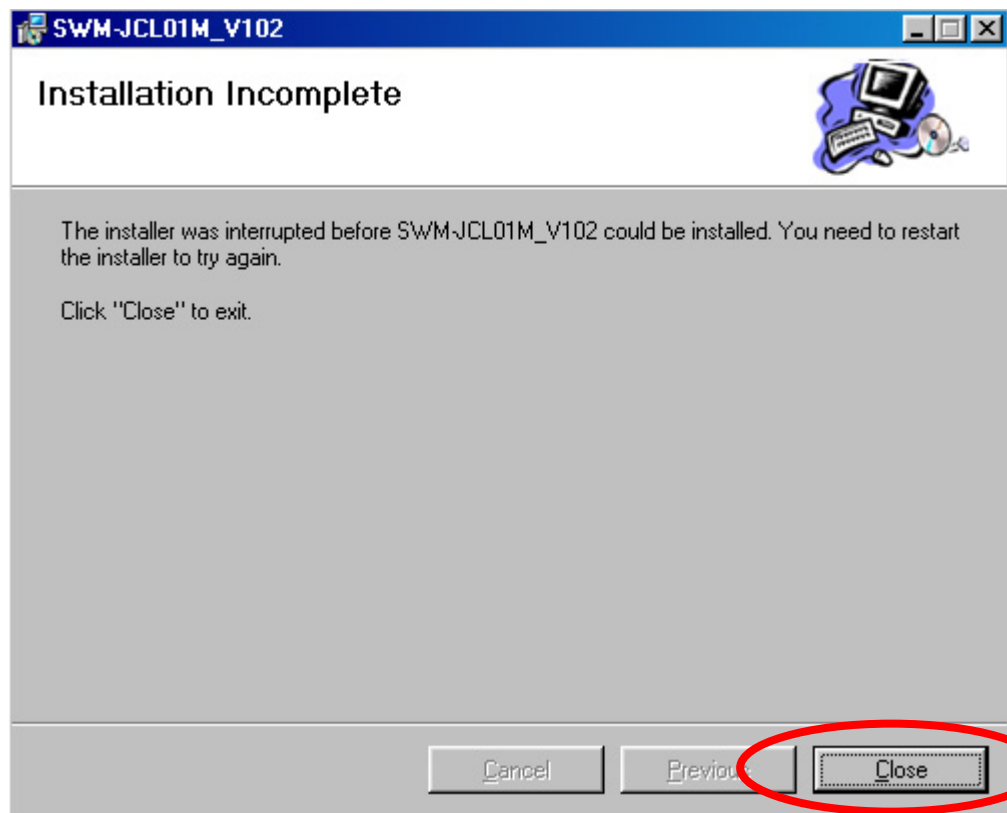 SWM-JCL01M_V102
Installation Incomplete
The installer was interrupted before SWM-JCL01M_V102 could be installed. You need to restart
the installer to try again.
Click "Close" to exit.
Cancel
Previous
Close